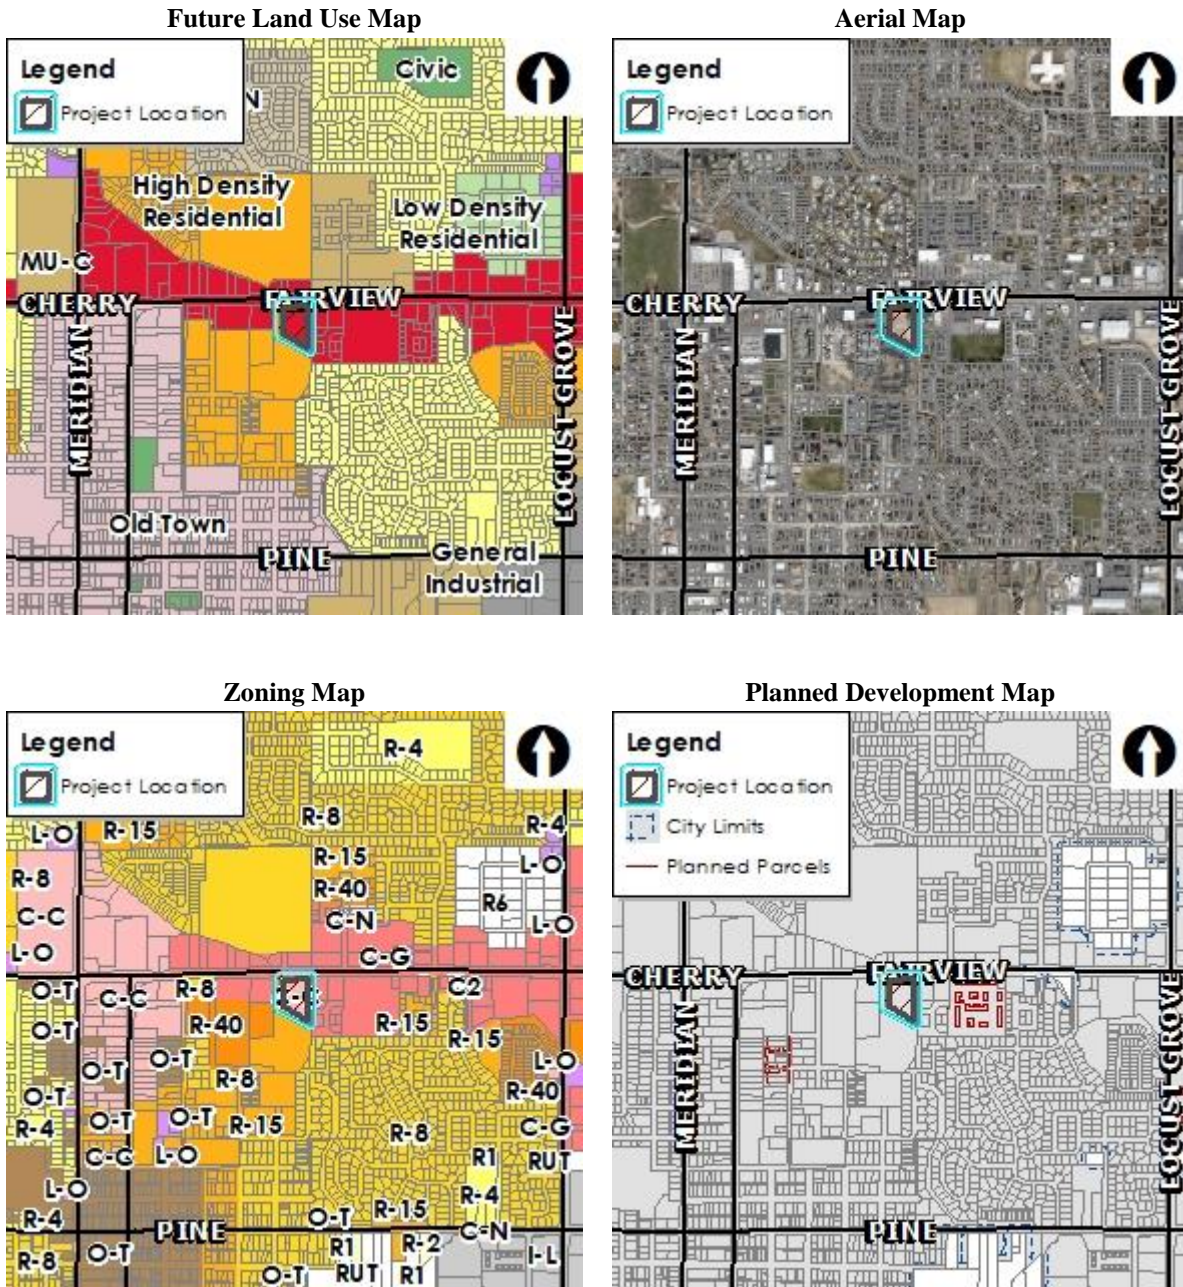 Future Land Use Map
Legend
Project Location
N
Civic
High Density
Residential
Low Density
Residential
MU-C
CHERRY
FAIRVIEW
MERIDIAN
LOCUST GROVE
Old Town
PINE
General
Industrial
Aerial Map
Legend
Project Location
CHERRY
FAIRVIEW
MERIDIAN
LOCUST GROVE
PINE
Zoning Map
Legend
Project Location
R-4
R-8
L-O
R-15
R-4
R-15
L-O
R-8
R-40
R6
C-C
C-N
L-O
L-O
C-G
O-T
C-C
R-8
C2
O-T
R-40
R-15
R-15
O-T
O-T
L-O
O-T
R-8
R-40
R-4
O-T
O-T
R-15
R-8
C-G
C-G
L-O
R1
RUT
L-O
R-4
R-4
R-15
O-T
C-N
PINE
R-8
O-T
R1
R-2
I-L
O-T
RUT
R1
Planned Development Map
Legend
Project Location
City Limits
Planned Parcels
CHERRY
FAIRVIEW
MERIDIAN
LOCUST GROVE
PINE